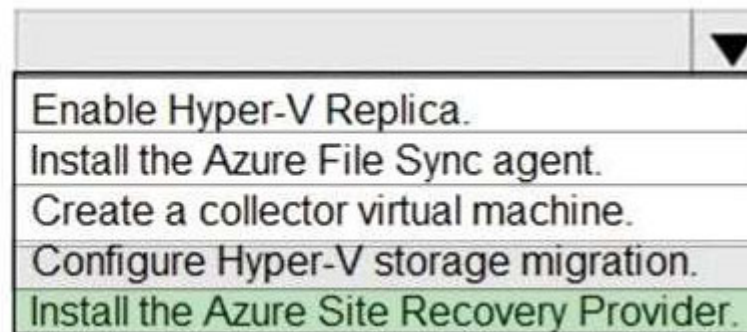 Enable Hyper-V Replica.
Install the Azure File Sync agent.
Create a collector virtual machine.
Configure Hyper-V storage migration.
Install the Azure Site Recovery Provider.